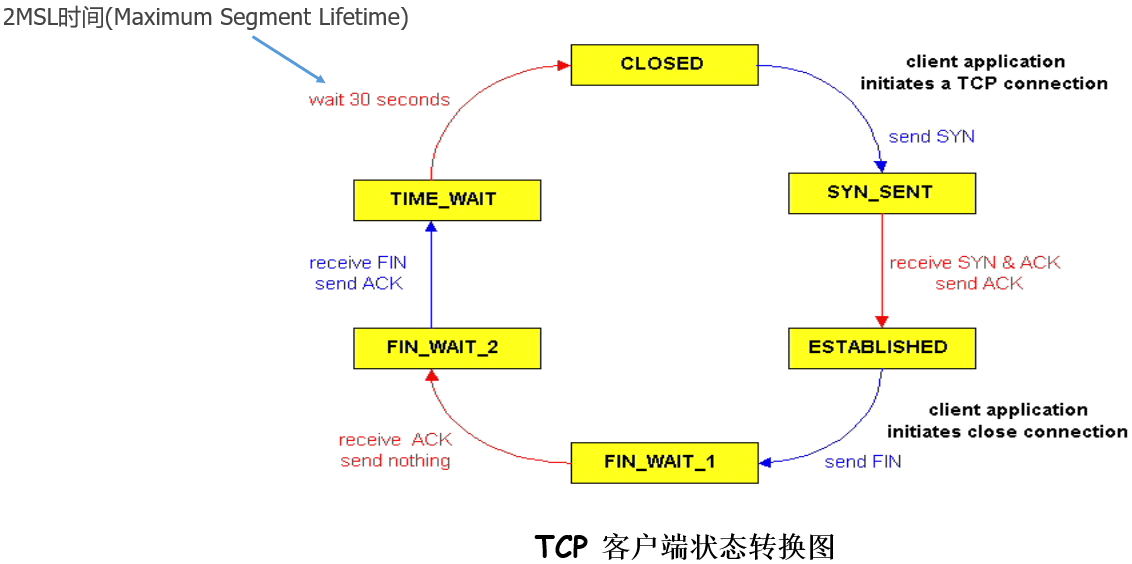 2MSL时间(Maximum Segment Lifetime)
CLOSED
client application
initiates a TCP connection
wait 30 seconds
send SYN
TIME_WAIT
SYN_SENT
receive FIN
send ACK
receive SYN & ACK
send ACK
FIN_WAIT_2
ESTABLISHED
client application
initiates close connection
receive ACK
send nothing
FIN_WAIT_1
send FIN
TCP 客户端状态转换图